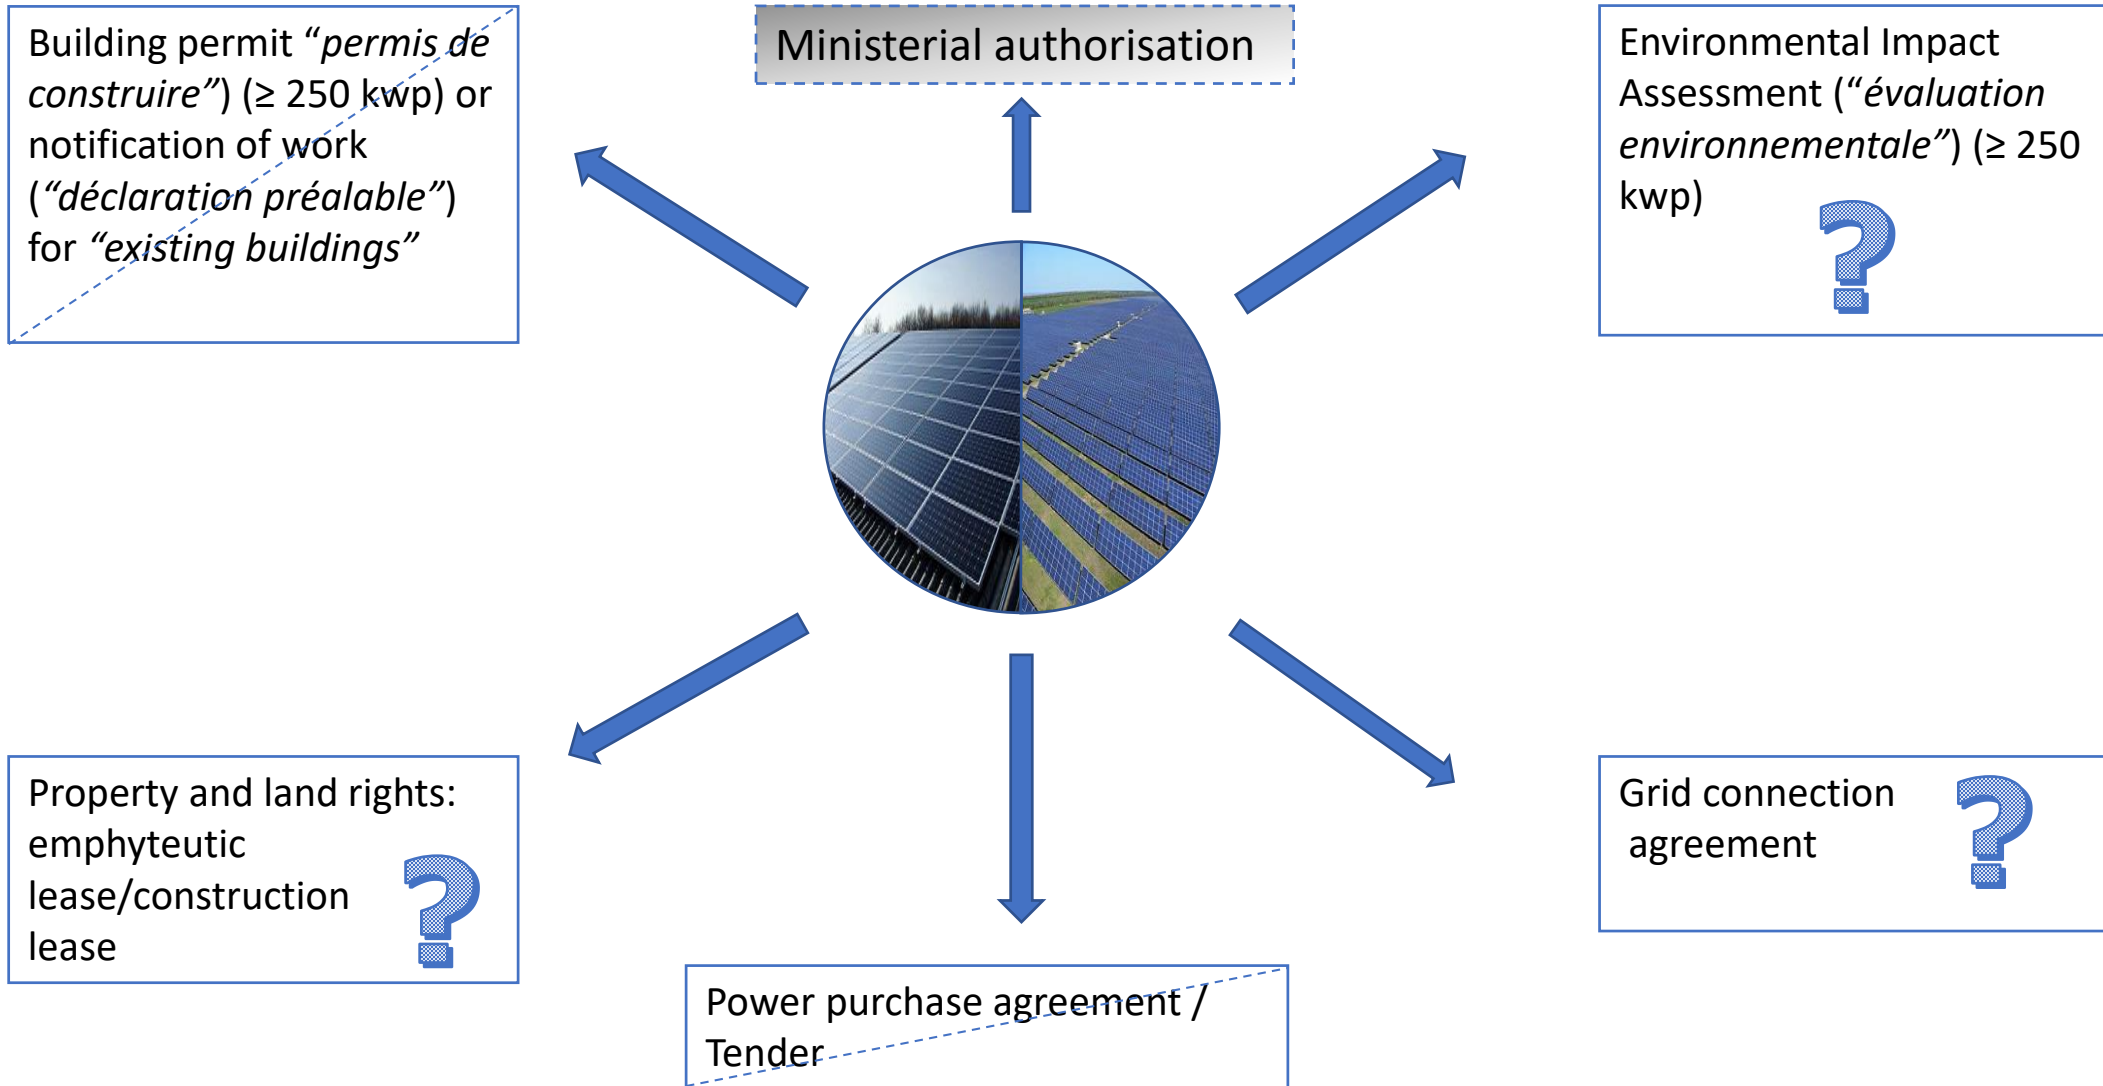 Building permit “permis de
construire”) (≥ 250 kwp) or
notification of work
(“déclaration préalable”)
for “existing buildings”
Ministerial authorisation
Environmental Impact
Assessment (“évaluation
environnementale”) (≥ 250
kwp)
?
Property and land rights:
emphyteutic
lease/construction
lease
?
Power purchase agreement /
Tender
Grid connection
agreement
?